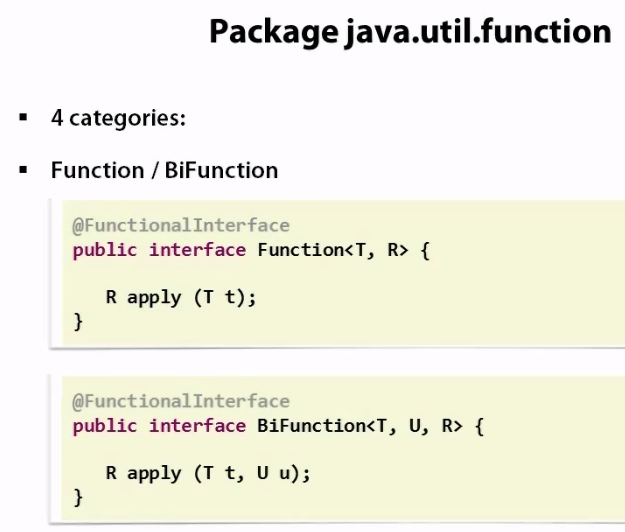 Package java.util.function
▪ 4 categories:
▪ Function / BiFunction
@FunctionalInterface
public interface Function<T, R> {
R apply (T t);
}
@FunctionalInterface
public interface BiFunction<T, U, R> {
R apply (T t, U u);
}